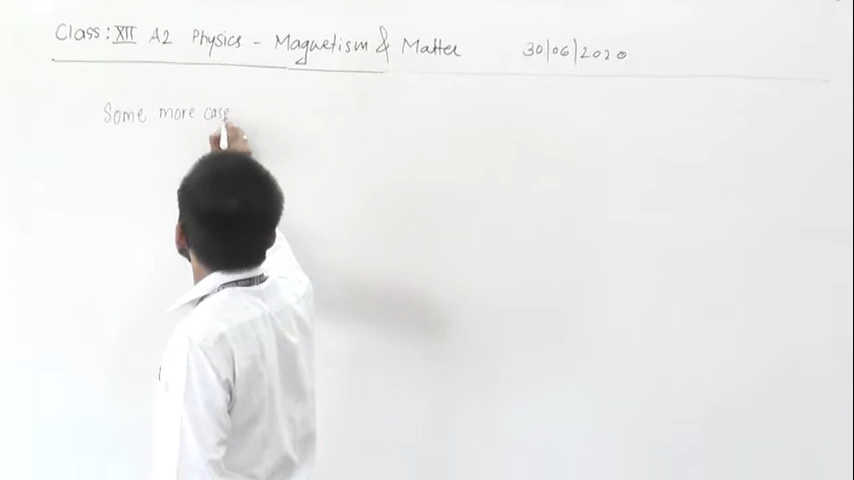 Class: XII A2 Physics - Magnetism & Matter 30/06/2020
Some more case